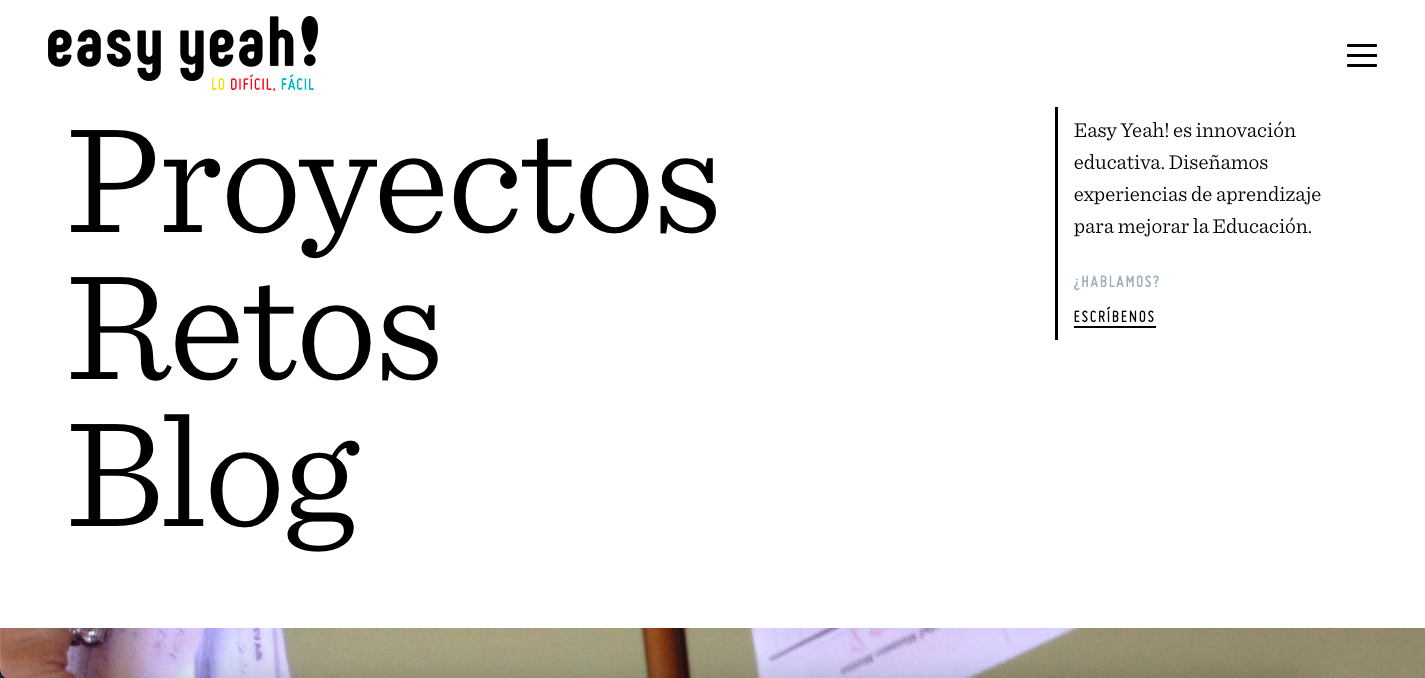 easy yeah!
LO DIFÍCIL, FÁCIL
Proyectos
Retos
Blog
Easy Yeah! es innovación
educativa. Diseñamos
experiencias de aprendizaje
para mejorar la Educación.
¿HABLAMOS?
ESCRÍBENOS